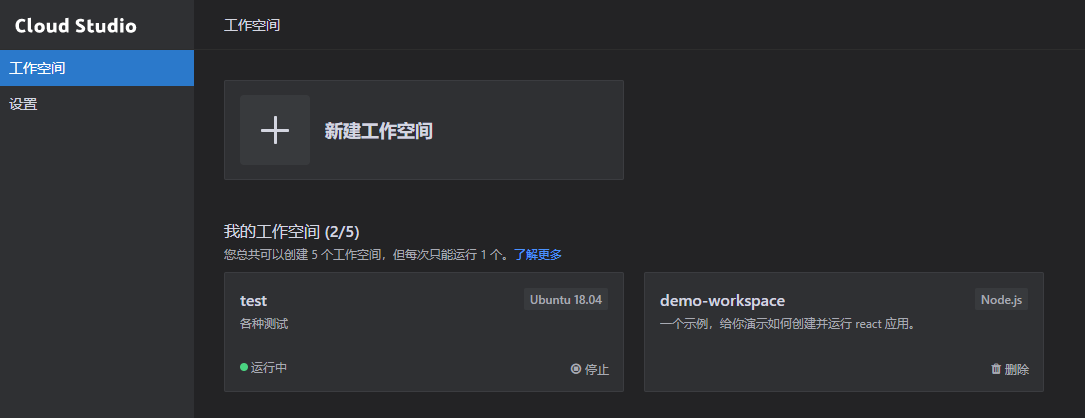 Cloud Studio
工作空间
工作空间
设置
新建工作空间
我的工作空间 (2/5)
您总共可以创建 5 个工作空间，但每次只能运行 1 个。了解更多
test
Ubuntu 18.04
各种测试
运行中
停止
demo-workspace
Node.js
一个示例，给你演示如何创建并运行 react 应用。
删除